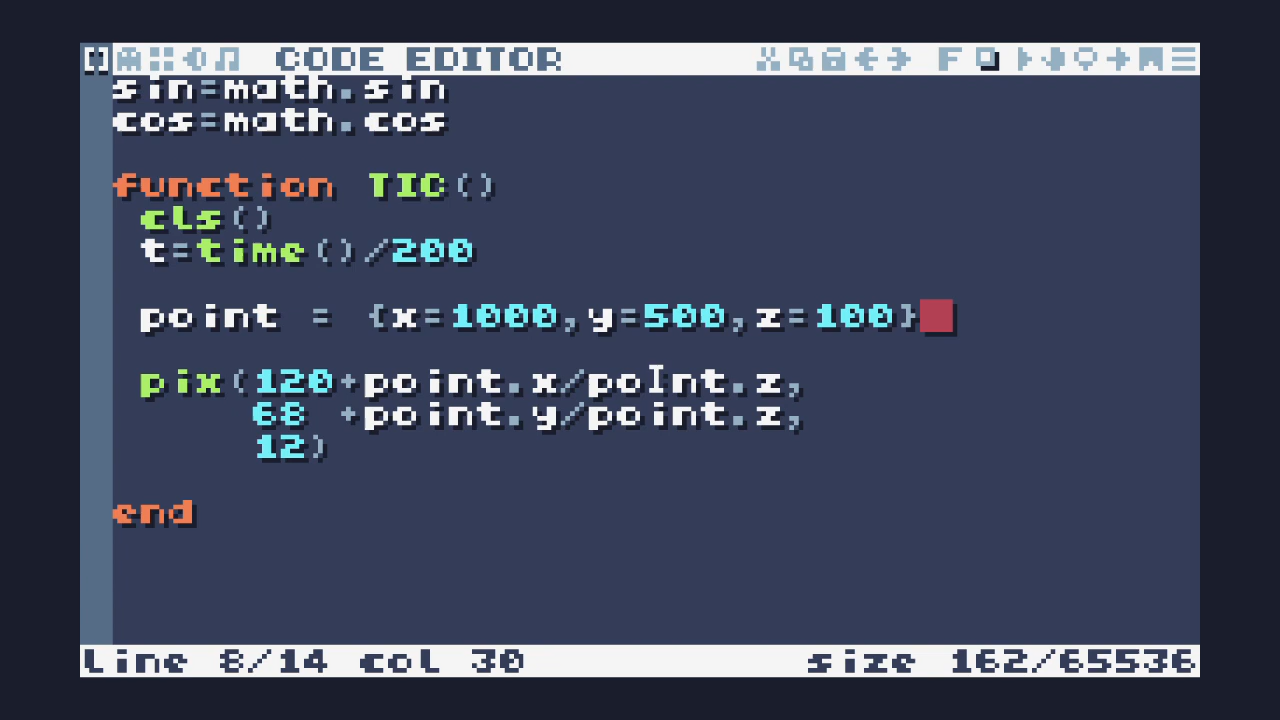 CODE EDITOR
F
sin=math.sin
cos=math.cos
function TIC()
cls()
t=time()/200
point = {x=1000,y=500,z=100}
pix(120+point.x/point.z,
68 +point.y/point.z,
12)
end
line 8/14 col 30
size 162/65536